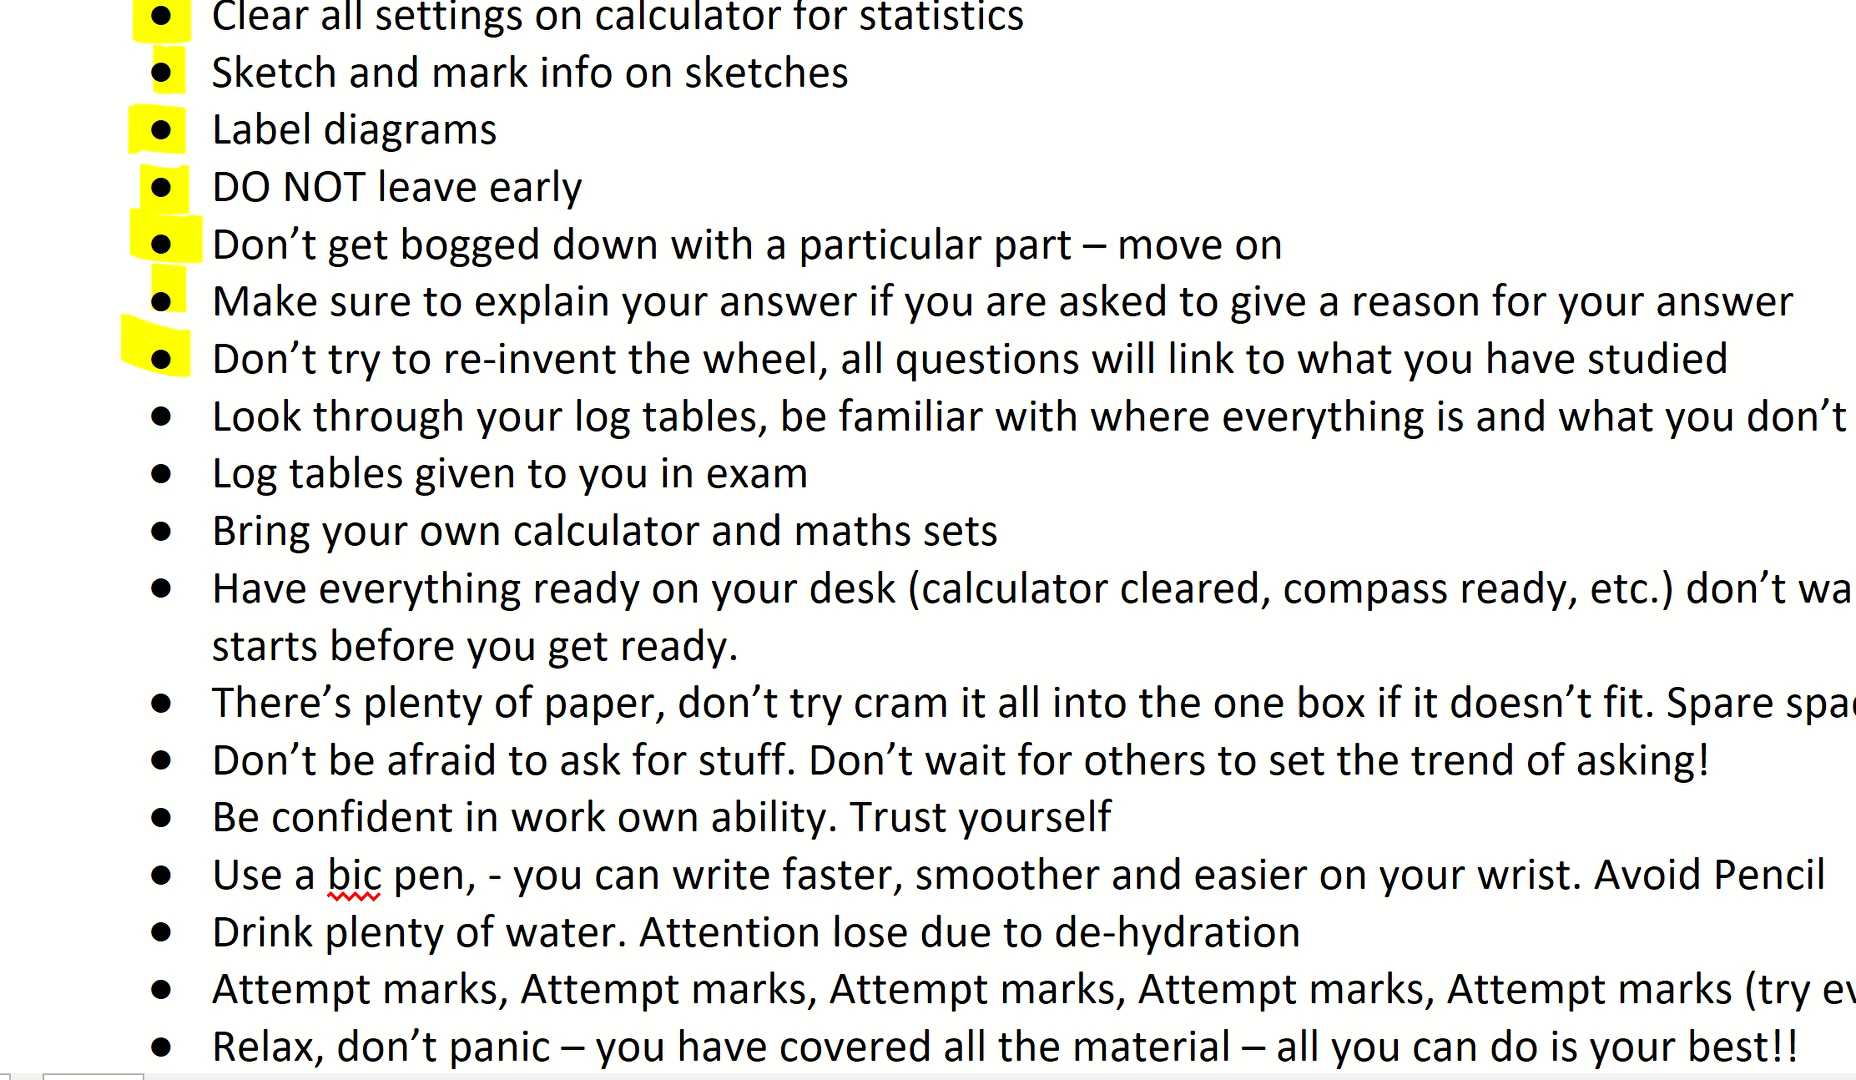 ● Clear all settings on calculator for statistics
● Sketch and mark info on sketches
● Label diagrams
● DO NOT leave early
● Don’t get bogged down with a particular part – move on
● Make sure to explain your answer if you are asked to give a reason for your answer
● Don’t try to re-invent the wheel, all questions will link to what you have studied
● Look through your log tables, be familiar with where everything is and what you don’t
● Log tables given to you in exam
● Bring your own calculator and maths sets
● Have everything ready on your desk (calculator cleared, compass ready, etc.) don’t
starts before you get ready.
● There’s plenty of paper, don’t try cram it all into the one box if it doesn’t fit. Spare
● Don’t be afraid to ask for stuff. Don’t wait for others to set the trend of asking!
● Be confident in work own ability. Trust yourself
● Use a bic pen, - you can write faster, smoother and easier on your wrist. Avoid Pencil
● Drink plenty of water. Attention lose due to de-hydration
● Attempt marks, Attempt marks, Attempt marks, Attempt marks, Attempt marks (try
● Relax, don’t panic – you have covered all the material – all you can do is your best!!